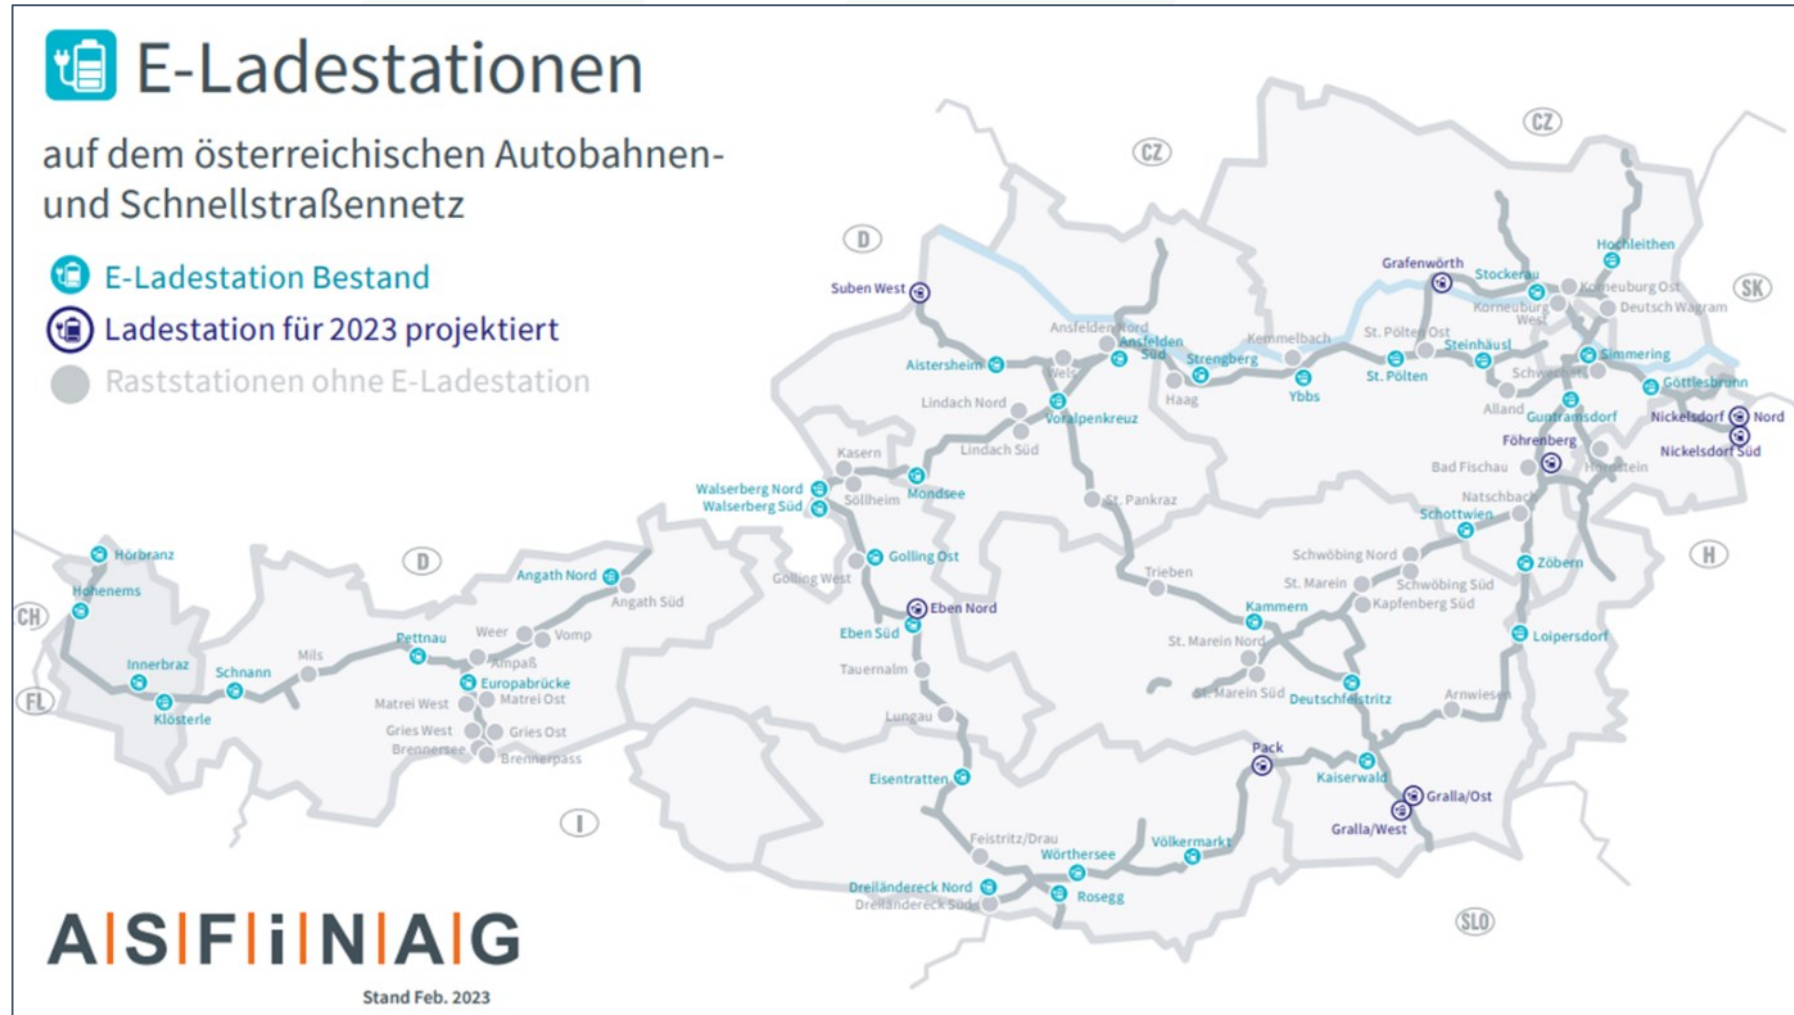 E-Ladestationen
auf dem österreichischen Autobahnen-
und Schnellstraßennetz
E-Ladestation Bestand
Ladestation für 2023 projektiert
Raststationen ohne E-Ladestation
CZ
CZ
D
SK
Hochleithen
Grafenwörth
Stockerau
Suben West
Korneuburg Ost
Korneuburg
West
Deutsch Wagram
Ansfelden Nord
Ansfelden
Süd
Kemmelbach
St. Pölten Ost
Steinhäusl
Simmering
Aistersheim
Wels
Strengberg
St. Pölten
Schwechat
Göttlesbrunn
Haag
Ybbs
Alland
Guntramsdorf
Lindach Nord
Voralpenkreuz
Nickelsdorf Nord
Lindach Süd
Föhrenberg
Nickelsdorf Süd
Kasern
Bad Fischau
Hornstein
Walserberg Nord
Walserberg Süd
Söllheim
Mondsee
St. Pankraz
Natschbach
Schottwien
Hörbranz
D
Golling Ost
Golling West
Schwöbing Nord
Zöbern
H
Hohenems
Angath Nord
Angath Süd
Trieben
St. Marein
Schwöbing Süd
CH
Eben Nord
Kammern
Kapfenberg Süd
Weer
Vomp
Eben Süd
Loipersdorf
Pettnau
Mils
Ampaß
St. Marein Nord
Innerbraz
Schnann
Europabrücke
Tauernalm
St. Marein Süd
Deutschfeistritz
Arnwiesen
FL
Klösterle
Matrei West
Matrei Ost
Lungau
Gries West
Gries Ost
Brennersee
Brennerpass
Pack
Eisentratten
Kaiserwald
Gralla/Ost
I
Gralla/West
Feistritz/Drau
Wörthersee
Völkermarkt
Dreiländereck Nord
Dreiländereck Süd
Rosegg
SLO
A|S|F|i|N|A|G
Stand Feb. 2023